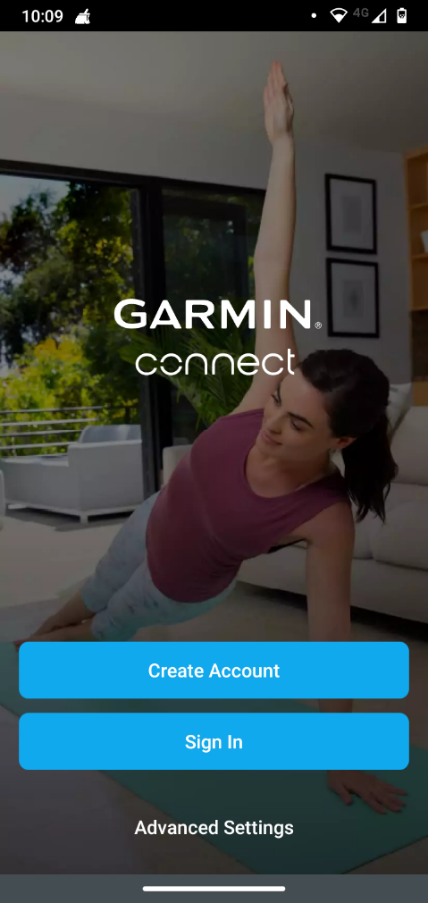 10:09
4G
GARMIN®
connect
Create Account
Sign In
Advanced Settings